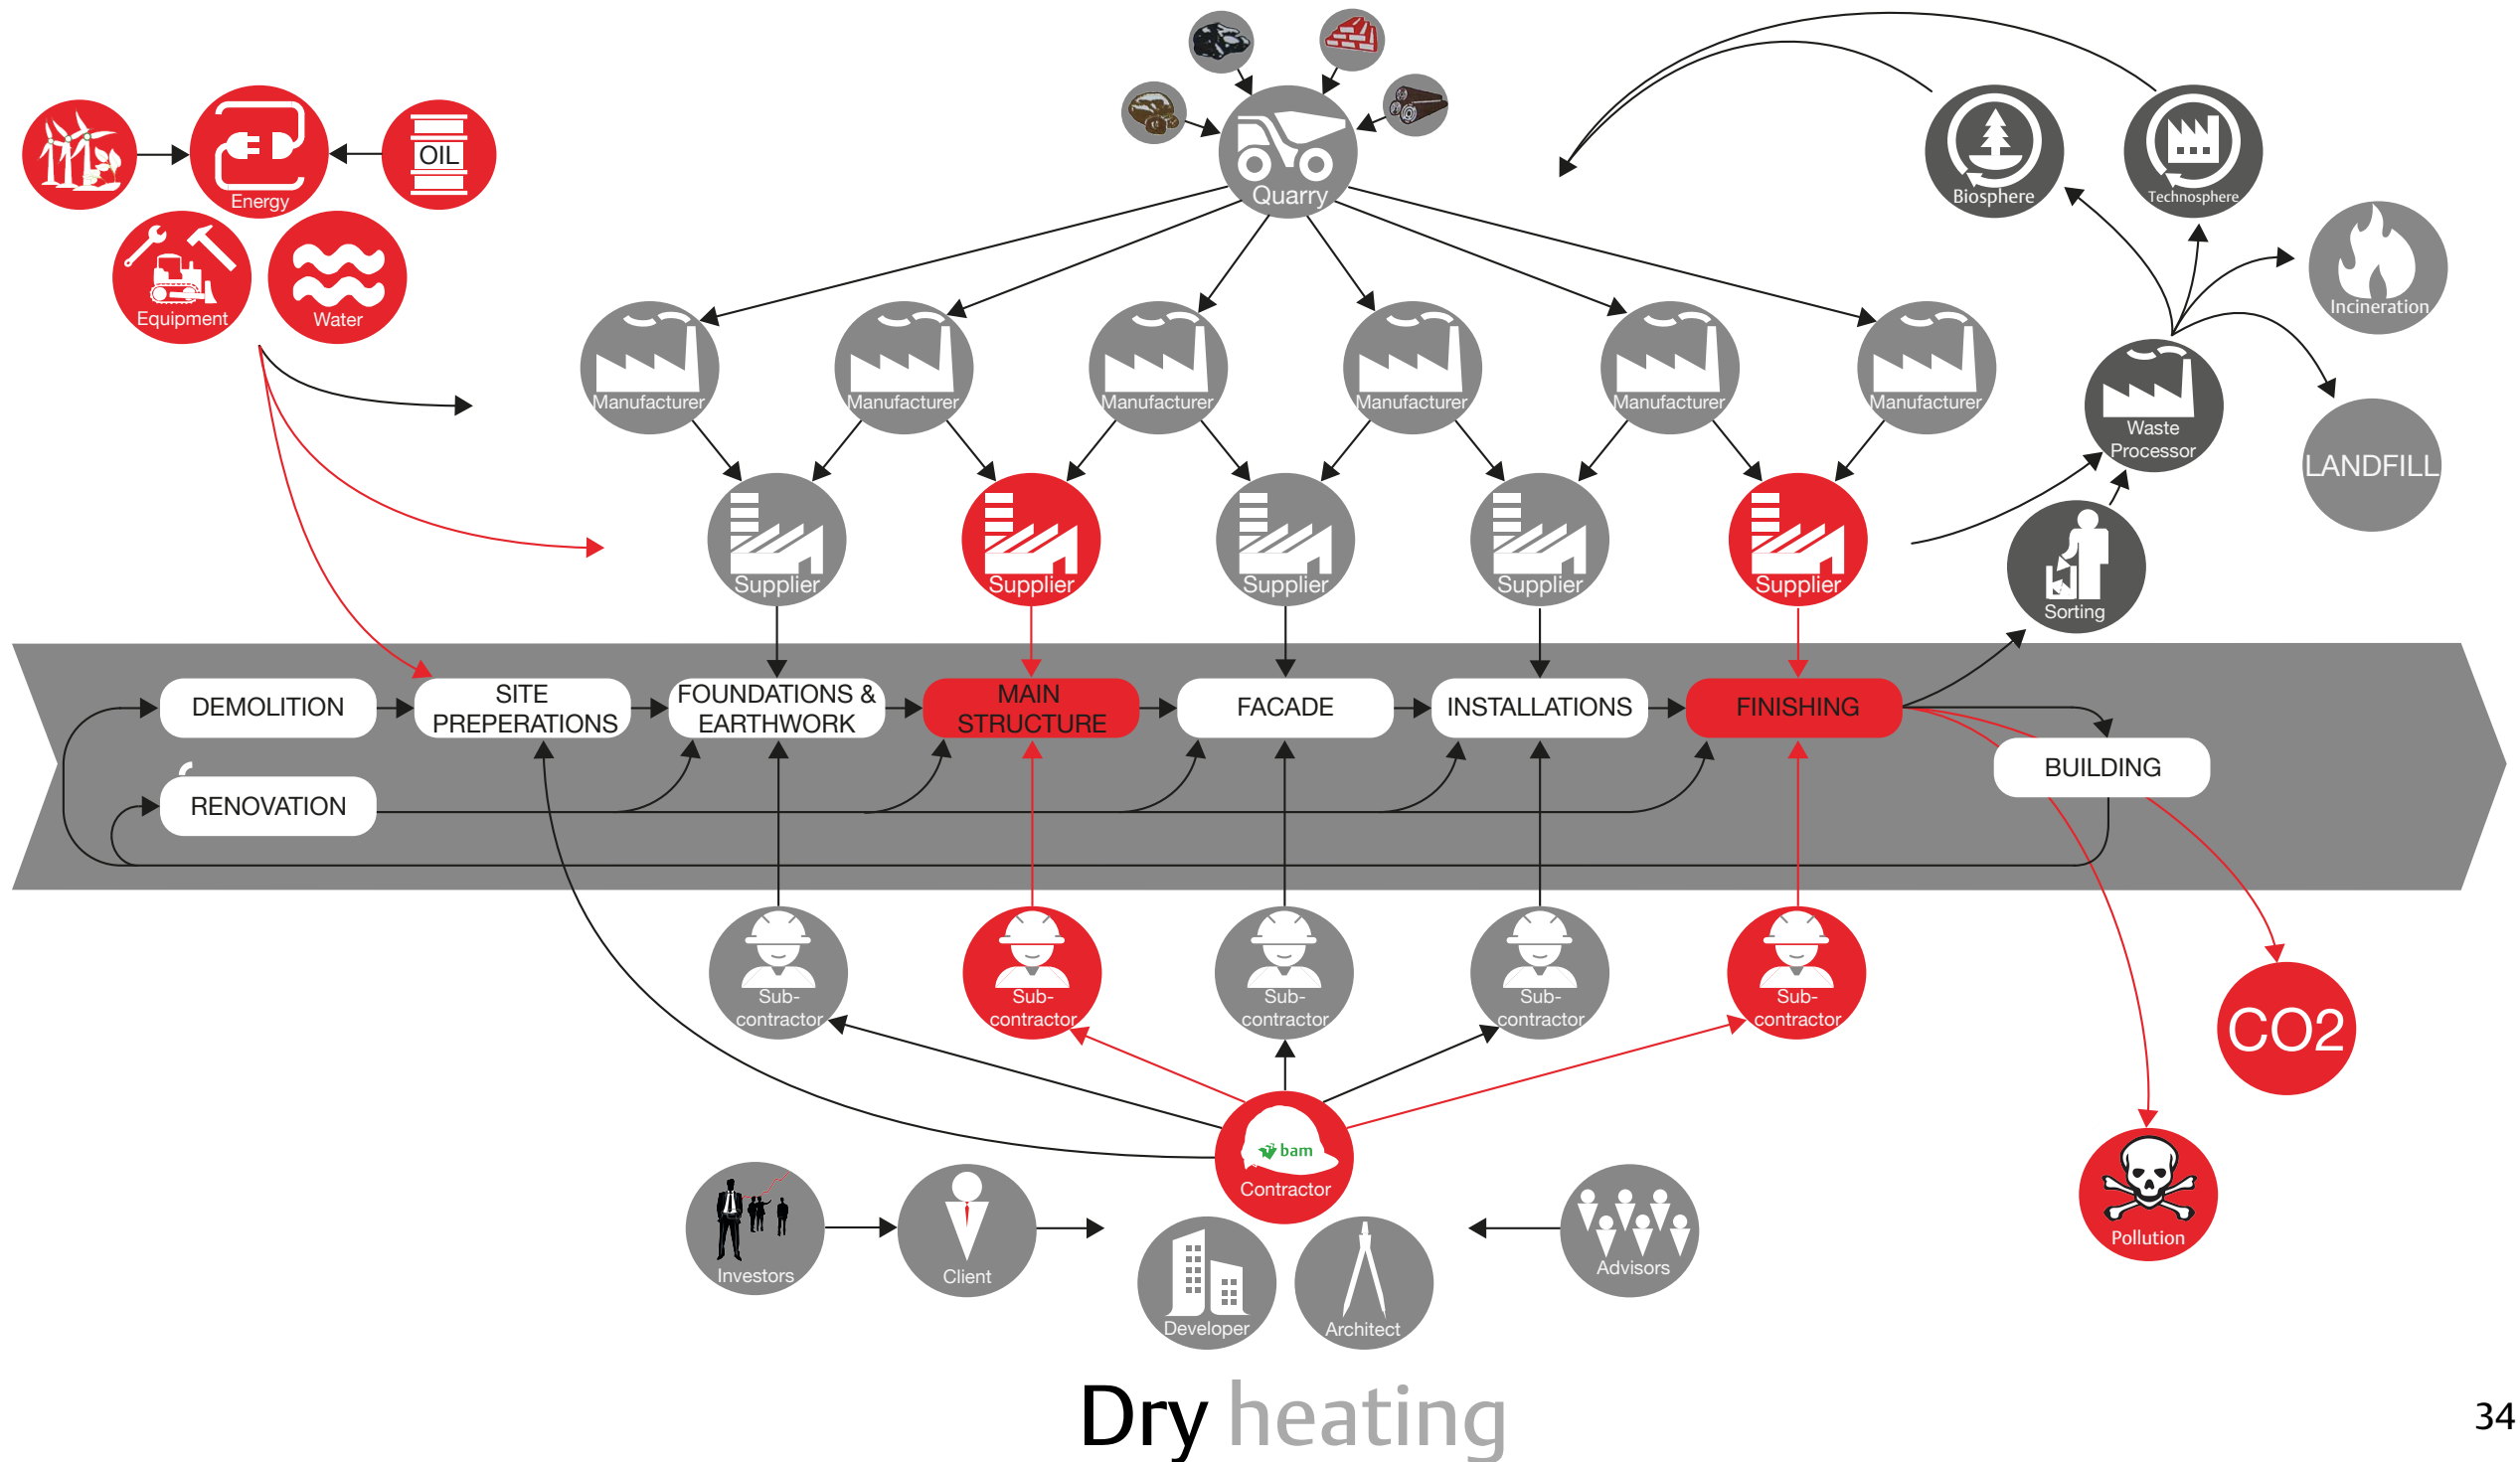 OIL
Energy
Equipment
Water
Quarry
Biosphere
Technosphere
Incineration
Manufacturer
Manufacturer
Manufacturer
Manufacturer
Manufacturer
Manufacturer
Waste
Processor
LANDFILL
Supplier
Supplier
Supplier
Supplier
Supplier
Sorting
DEMOLITION
SITE
PREPERATIONS
FOUNDATIONS &
EARTHWORK
MAIN
STRUCTURE
FACADE
INSTALLATIONS
FINISHING
BUILDING
RENOVATION
Sub-
contractor
Sub-
contractor
Sub-
contractor
Sub-
contractor
Sub-
contractor
CO2
bam
Contractor
Pollution
Investors
Client
Developer
Architect
Advisors
Dry heating
34